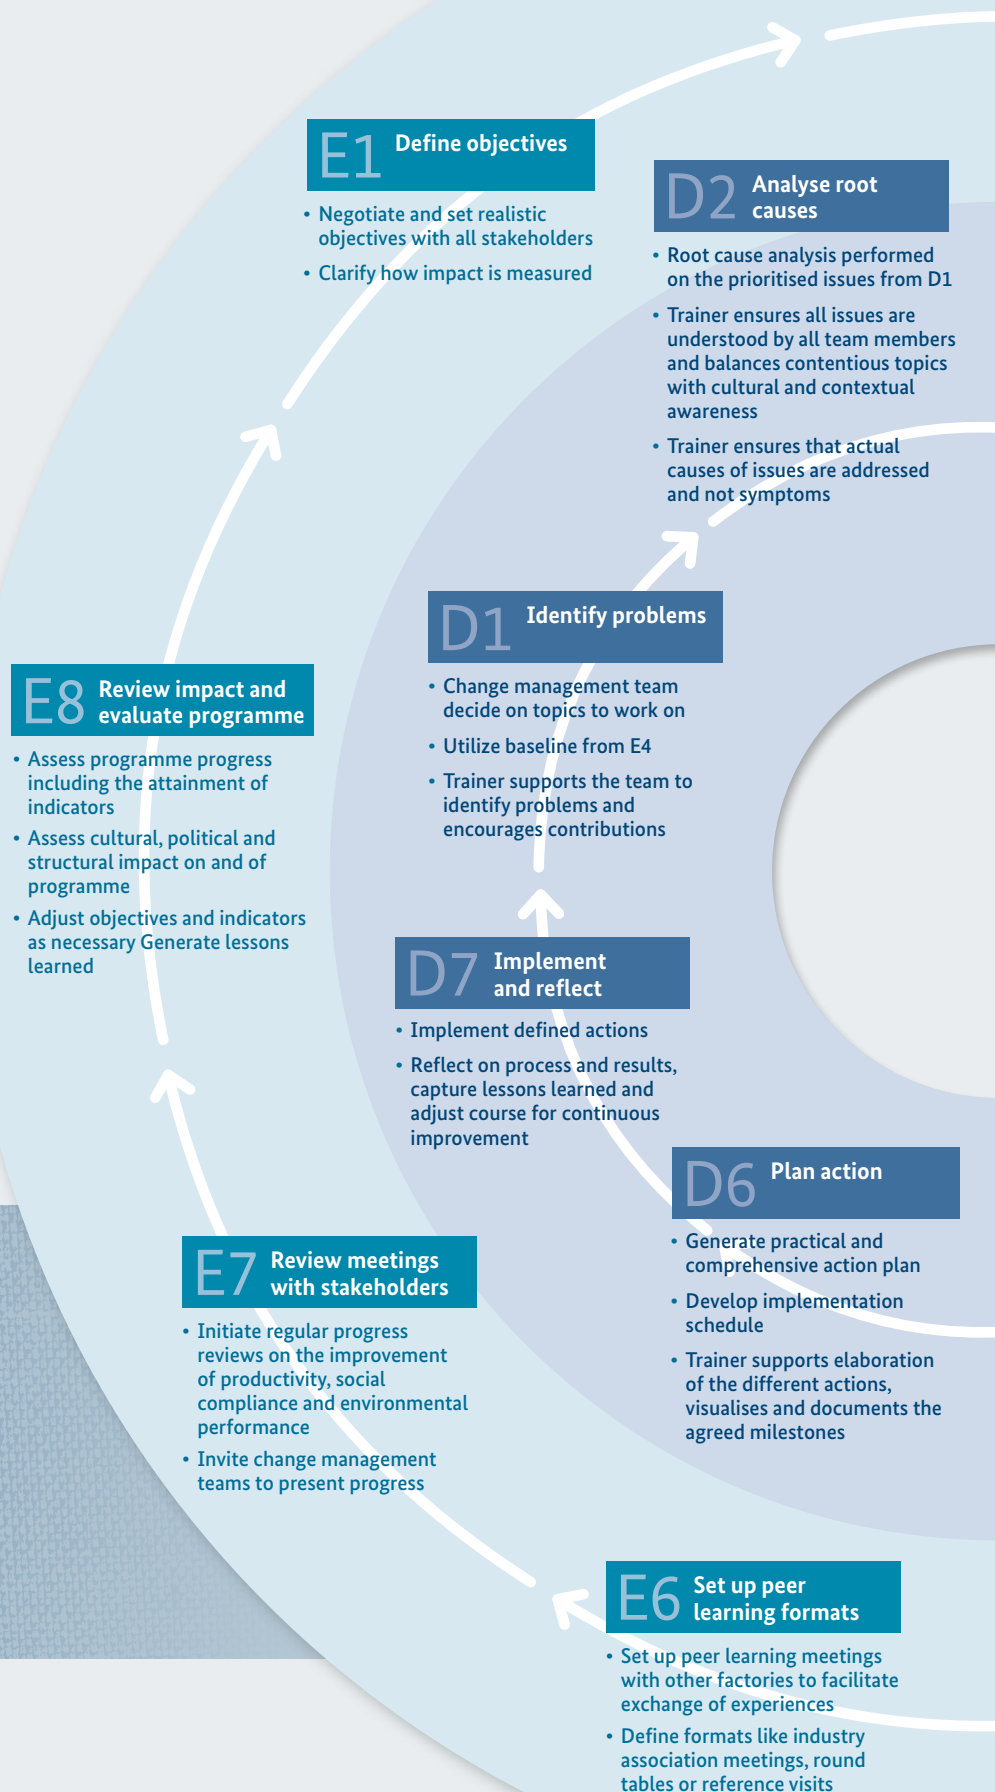 E1 Define objectives
• Negotiate and set realistic
objectives with all stakeholders
• Clarify how impact is measured
D2 Analyse root
causes
• Root cause analysis performed
on the prioritised issues from D1
• Trainer ensures all issues are
understood by all team members
and balances contentious topics
with cultural and contextual
awareness
• Trainer ensures that actual
causes of issues are addressed
and not symptoms
D1 Identify problems
• Change management team
decide on topics to work on
• Utilize baseline from E4
• Trainer supports the team to
identify problems and
encourages contributions
E8 Review impact and
evaluate programme
• Assess programme progress
including the attainment of
indicators
• Assess cultural, political and
structural impact on and of
programme
• Adjust objectives and indicators
as necessary Generate lessons
learned
D7 Implement
and reflect
• Implement defined actions
• Reflect on process and results,
capture lessons learned and
adjust course for continuous
improvement
D6 Plan action
• Generate practical and
comprehensive action plan
• Develop implementation
schedule
• Trainer supports elaboration
of the different actions,
visualises and documents the
agreed milestones
E7 Review meetings
with stakeholders
• Initiate regular progress
reviews on the improvement
of productivity, social
compliance and environmental
performance
• Invite change management
teams to present progress
E6 Set up peer
learning formats
• Set up peer learning meetings
with other factories to facilitate
exchange of experiences
• Define formats like industry
association meetings, round
tables or reference visits